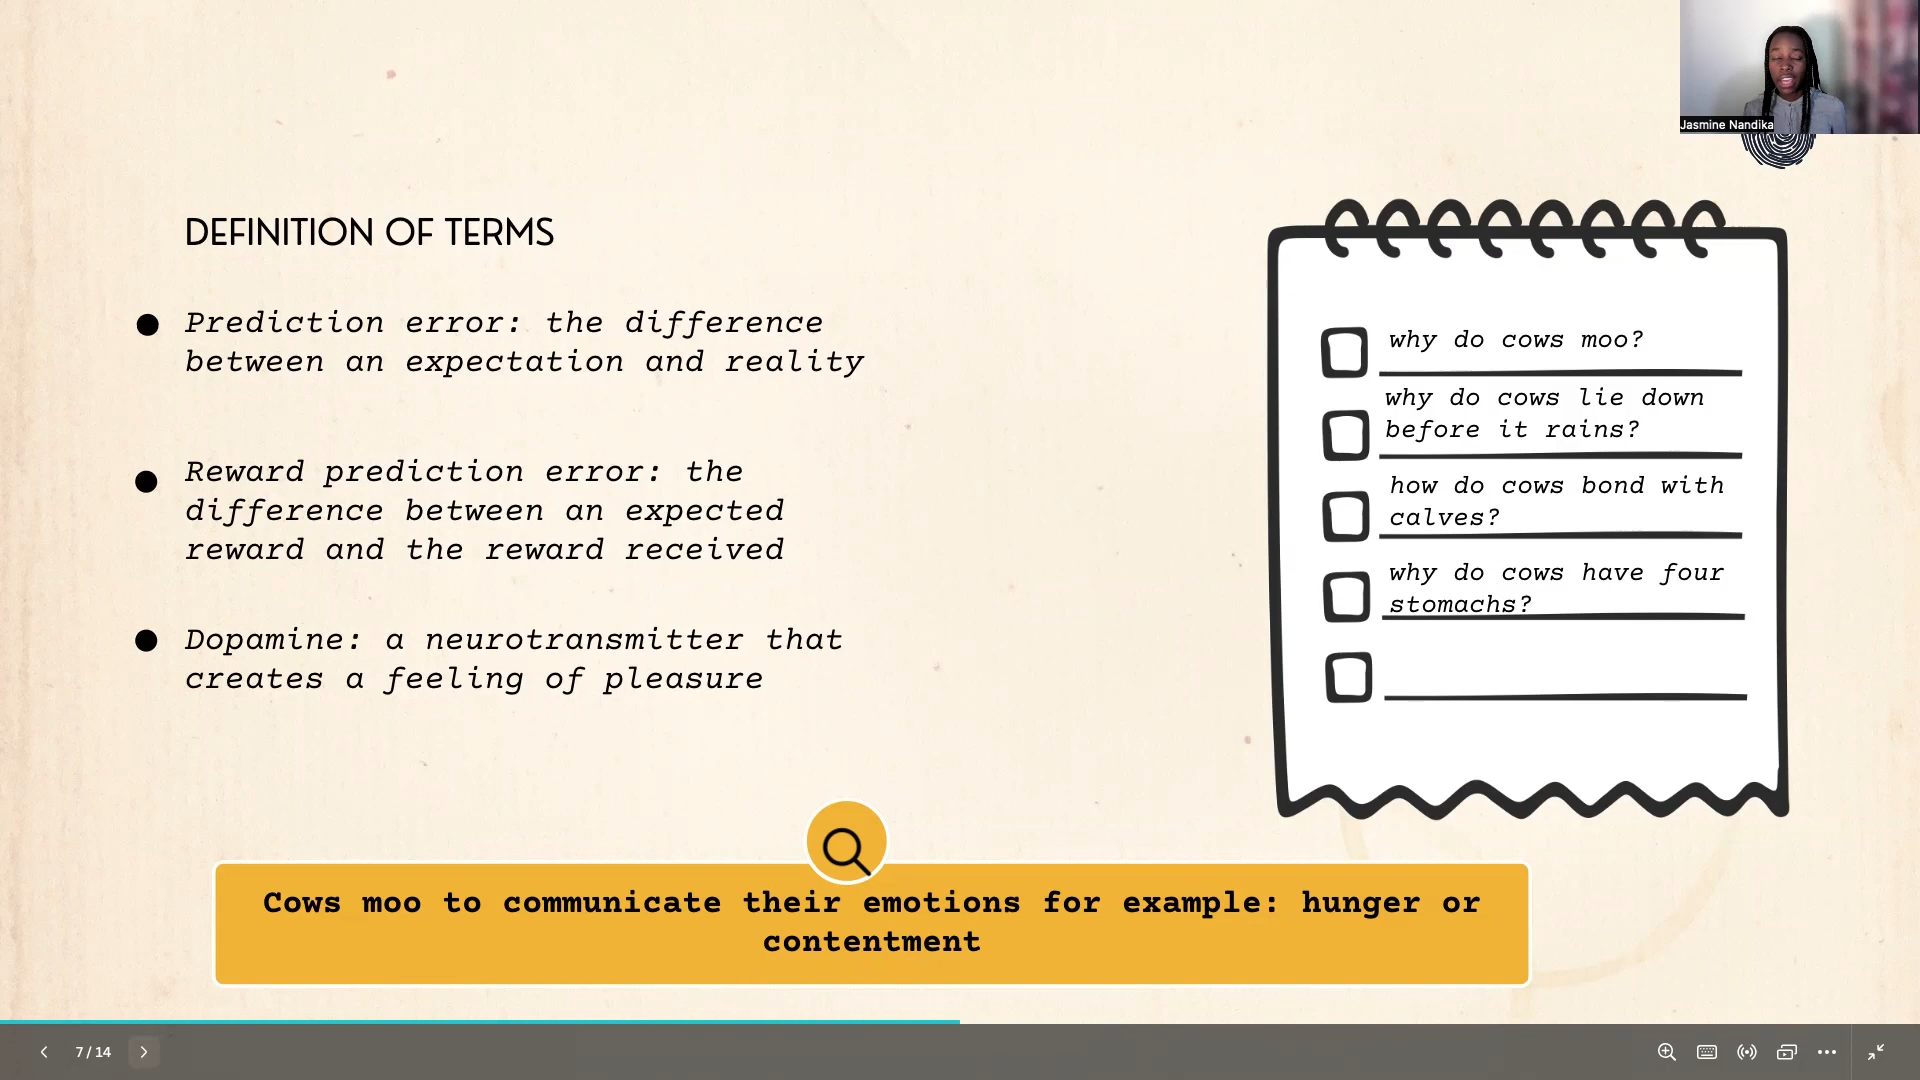 Jasmine Nandika
DEFINITION OF TERMS
Prediction error: the difference
between an expectation and reality
Reward prediction error: the
difference between an expected
reward and the reward received
Dopamine: a neurotransmitter that
creates a feeling of pleasure
why do cows moo?
why do cows lie down
before it rains?
how do cows bond with
calves?
why do cows have four
stomachs?
Cows moo to communicate their emotions for example: hunger or
contentment
7 / 14